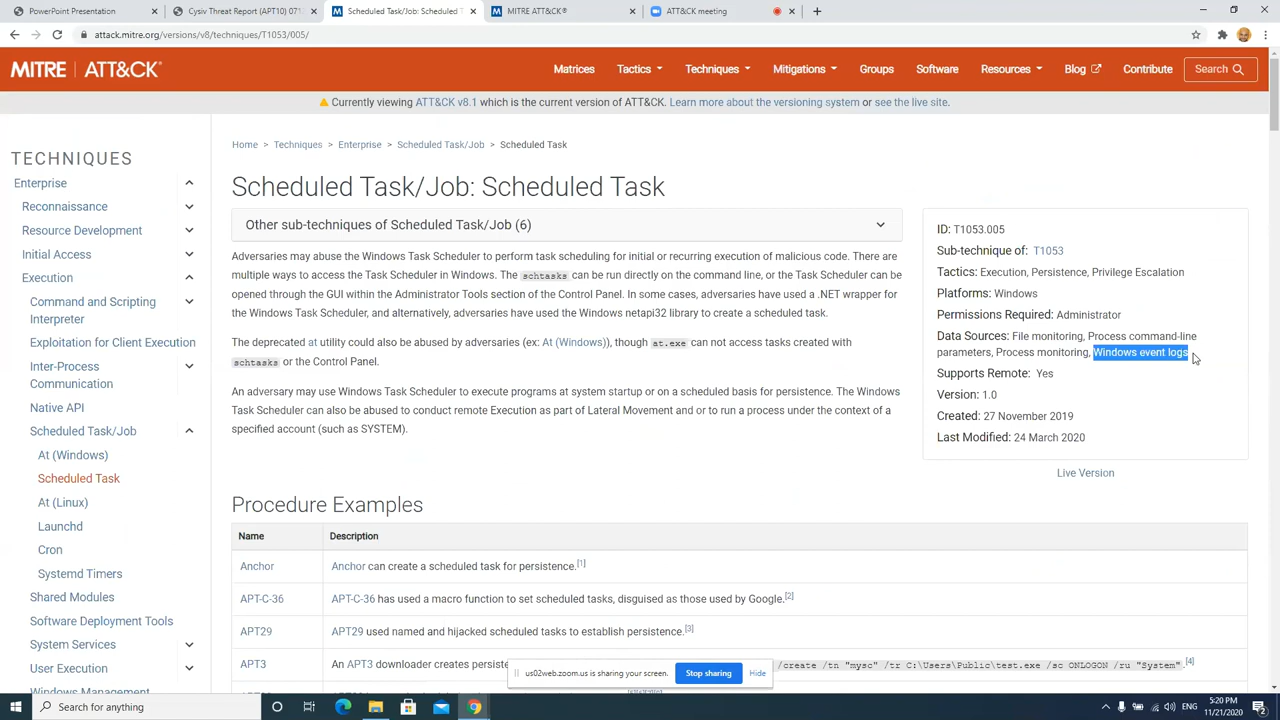 PowerPoint Presentation
Cysiv Threat Report (APT10) 071
Scheduled Task/Job: Scheduled T
MITRE ATT&CK®
ATT&CK meeting
attack.mitre.org/versions/v8/techniques/T1053/005/
MITRE | ATT&CK®
Matrices Tactics Techniques Mitigations Groups Software Resources Blog Contribute Search
Currently viewing ATT&CK v8.1 which is the current version of ATT&CK. Learn more about the versioning system or see the live site.
TECHNIQUES
Enterprise
Reconnaissance
Resource Development
Initial Access
Execution
Command and Scripting
Interpreter
Exploitation for Client Execution
Inter-Process
Communication
Native API
Scheduled Task/Job
At (Windows)
Scheduled Task
At (Linux)
Launchd
Cron
Systemd Timers
Shared Modules
Software Deployment Tools
System Services
User Execution
Windows Management
Home > Techniques > Enterprise > Scheduled Task/Job > Scheduled Task
Scheduled Task/Job: Scheduled Task
Other sub-techniques of Scheduled Task/Job (6)
Adversaries may abuse the Windows Task Scheduler to perform task scheduling for initial or recurring execution of malicious code. There are
multiple ways to access the Task Scheduler in Windows. The schtasks can be run directly on the command line, or the Task Scheduler can be
opened through the GUI within the Administrator Tools section of the Control Panel. In some cases, adversaries have used a .NET wrapper for
the Windows Task Scheduler, and alternatively, adversaries have used the Windows netapi32 library to create a scheduled task.
The deprecated at utility could also be abused by adversaries (ex: At (Windows)), though at.exe can not access tasks created with
schtasks or the Control Panel.
An adversary may use Windows Task Scheduler to execute programs at system startup or on a scheduled basis for persistence. The Windows
Task Scheduler can also be abused to conduct remote Execution as part of Lateral Movement and or to run a process under the context of a
specified account (such as SYSTEM).
ID: T1053.005
Sub-technique of: T1053
Tactics: Execution, Persistence, Privilege Escalation
Platforms: Windows
Permissions Required: Administrator
Data Sources: File monitoring, Process command-line
parameters, Process monitoring, Windows event logs
Supports Remote: Yes
Version: 1.0
Created: 27 November 2019
Last Modified: 24 March 2020
Live Version
Procedure Examples
Name Description
Anchor Anchor can create a scheduled task for persistence.[1]
APT-C-36 APT-C-36 has used a macro function to set scheduled tasks, disguised as those used by Google.[2]
APT29 APT29 used named and hijacked scheduled tasks to establish persistence.[3]
APT3 An APT3 downloader creates persiste /create /tn "mysc" /tr C:\Users\Public\test.exe /sc ONLOGON /ru "System".[4]
us02web.zoom.us is sharing your screen. Stop sharing Hide
Search for anything
ENG
5:20 PM
11/21/2020
2